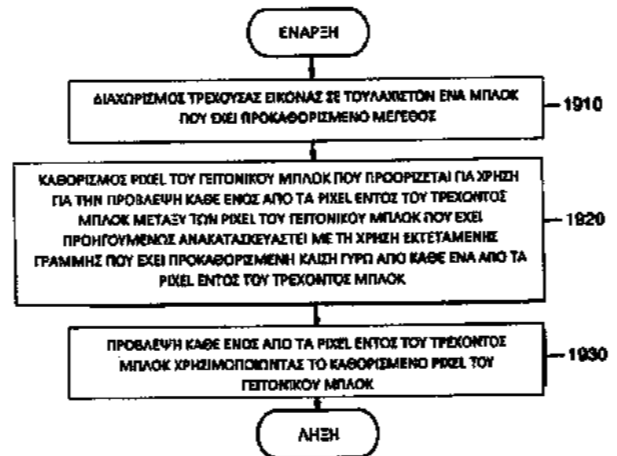 ΕΝΑΡΞΗ
ΔΙΑΧΩΡΙΣΜΟΣ ΤΡΕΧΟΥΣΑΣ ΕΙΚΟΝΑΣ ΣΕ ΤΟΥΛΑΧΙΣΤΟΝ ΕΝΑ ΜΠΛΟΚ
ΠΟΥ ΕΧΕΙ ΠΡΟΚΑΘΟΡΙΣΜΕΝΟ ΜΕΓΕΘΟΣ
1910
ΚΑΘΟΡΙΣΜΟΣ PIXEL ΤΟΥ ΓΕΙΤΟΝΙΚΟΥ ΜΠΛΟΚ ΠΟΥ ΠΡΟΟΡΙΖΕΤΑΙ ΓΙΑ ΧΡΗΣΗ
ΓΙΑ ΤΗΝ ΠΡΟΒΛΕΨΗ ΚΑΘΕ ΕΝΟΣ ΑΠΟ ΤΑ PIXEL ΕΝΤΟΣ ΤΟΥ ΤΡΕΧΟΝΤΟΣ
ΜΠΛΟΚ ΜΕΤΑΞΥ ΤΩΝ PIXEL ΤΟΥ ΓΕΙΤΟΝΙΚΟΥ ΜΠΛΟΚ ΠΟΥ ΕΧΕΙ
ΠΡΟΗΓΟΥΜΕΝΩΣ ΑΝΑΚΑΤΑΣΚΕΥΑΣΤΕΙ ΜΕ ΤΗ ΧΡΗΣΗ ΕΚΤΕΤΑΜΕΝΗΣ
ΓΡΑΜΜΗΣ ΠΟΥ ΕΧΕΙ ΠΡΟΚΑΘΟΡΙΣΜΕΝΗ ΚΛΙΣΗ ΓΥΡΩ ΑΠΟ ΚΑΘΕ ΕΝΑ ΑΠΟ ΤΑ
PIXEL ΕΝΤΟΣ ΤΟΥ ΤΡΕΧΟΝΤΟΣ ΜΠΛΟΚ
1920
ΠΡΟΒΛΕΨΗ ΚΑΘΕ ΕΝΟΣ ΑΠΟ ΤΑ PIXEL ΕΝΤΟΣ ΤΟΥ ΤΡΕΧΟΝΤΟΣ
ΜΠΛΟΚ ΧΡΗΣΙΜΟΠΟΙΩΝΤΑΣ ΤΟ ΚΑΘΟΡΙΣΜΕΝΟ PIXEL ΤΟΥ
ΓΕΙΤΟΝΙΚΟΥ ΜΠΛΟΚ
1930
ΛΗΞΗ